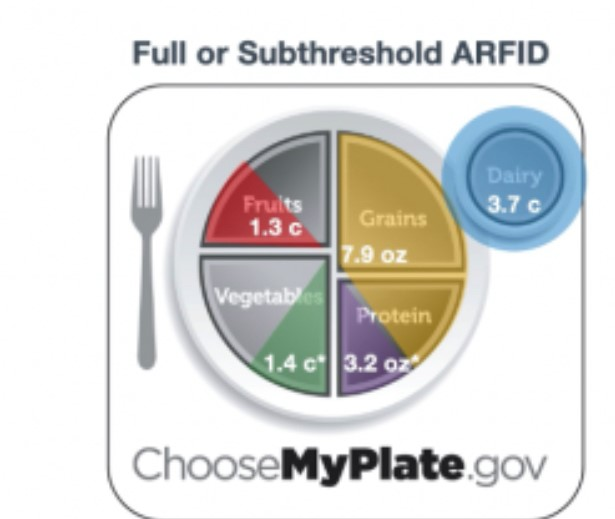 Full or Subthreshold ARFID
Dairy
3.7 c
Fruits
1.3 c
Grains
7.9 oz
Vegetables
1.4 c*
Protein
3.2 oz*
ChooseMyPlate.gov